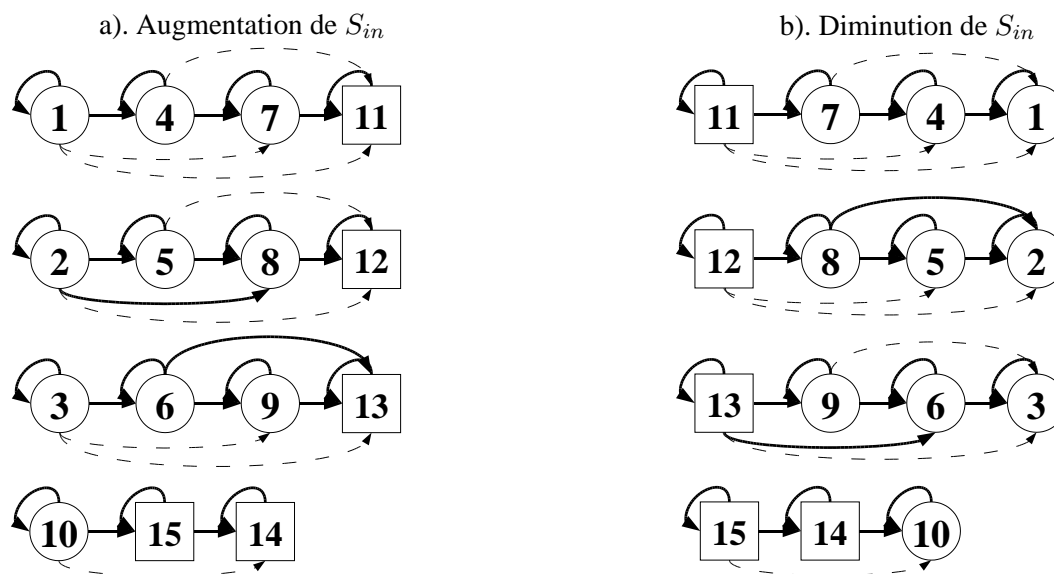 a). Augmentation de S_in
b). Diminution de S_in
1 4 7 11
11 7 4 1
2 5 8 12
12 8 5 2
3 6 9 13
13 9 6 3
10 15 14
15 14 10